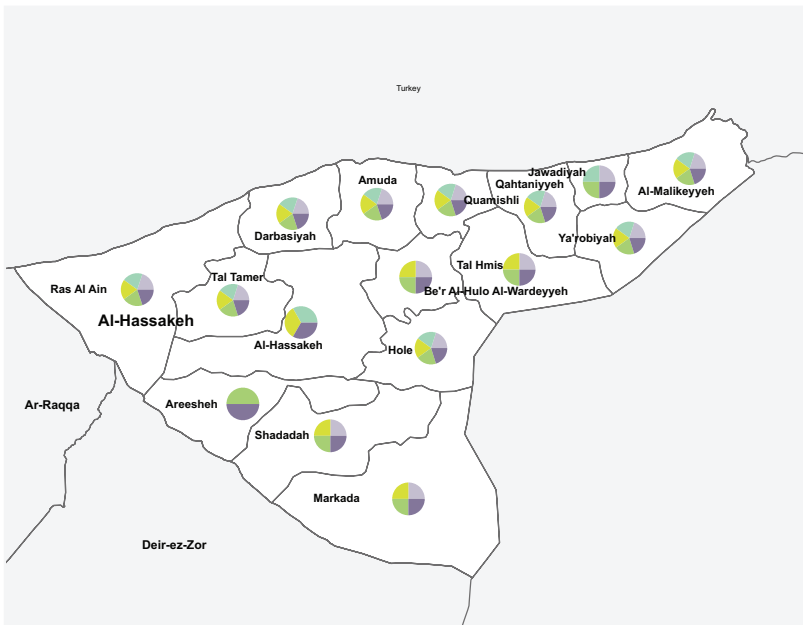 Turkey
Jawadiyah
Amuda
Qahtaniyyeh
Al-Malikeyyeh
Quamishli
Darbasiyah
Ya'robiyah
Tal Hmis
Tal Tamer
Ras Al Ain
Be'r Al-Hulo Al-Wardeyyeh
Al-Hassakeh
Al-Hassakeh
Hole
Ar-Raqqa
Areesheh
Shadadah
Markada
Deir-ez-Zor